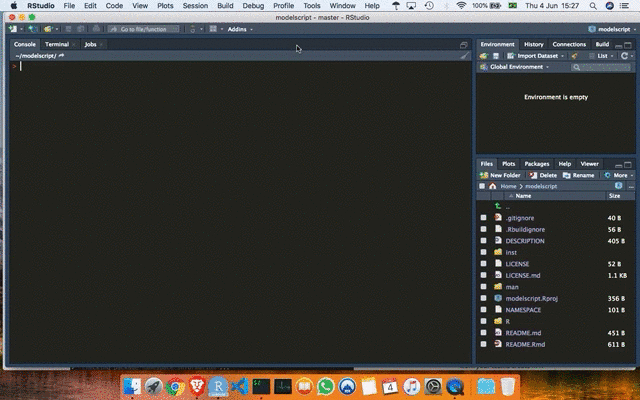 RStudio File Edit Code View Plots Session Build Debug Profile Tools Window Help 100% Thu 4 Jun 15:27
modelscript - master - RStudio
Go to file/function Addins modelscript
Console Terminal Jobs
~/modelscript/
>
Environment History Connections Build
Import Dataset List
Global Environment
Environment is empty
Files Plots Packages Help Viewer
New Folder Delete Rename More
Home modelscript
Name Size
..
.gitignore 40 B
.Rbuildignore 56 B
DESCRIPTION 405 B
inst
LICENSE 52 B
LICENSE.md 1.1 KB
man
modelscript.Rproj 356 B
NAMESPACE 101 B
R
README.md 451 B
README.Rmd 611 B